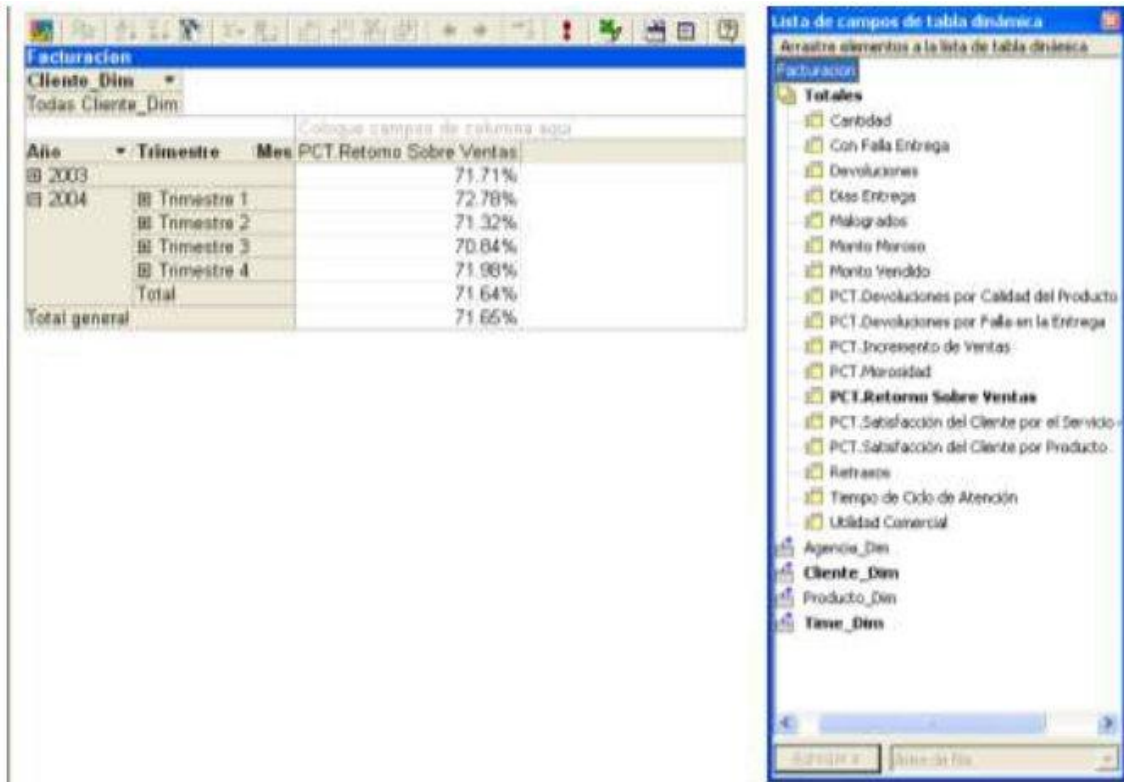 Facturacion
Cliente_Dim
Todas Cliente_Dim
Coloque campos de columna aquí
Año Trimestre Mes PCT.Retorno Sobre Ventas
2003 71.71%
2004 Trimestre 1 72.78%
Trimestre 2 71.32%
Trimestre 3 70.84%
Trimestre 4 71.98%
Total 71.64%
Total general 71.65%
Lista de campos de tabla dinámica
Arrastre elementos a la lista de tabla dinámica
Facturacion
Totales
Cantidad
Con Falla Entrega
Devoluciones
Dias Entrega
Malogrados
Monto Moroso
Monto Vendido
PCT.Devoluciones por Calidad del Producto
PCT.Devoluciones por Falla en la Entrega
PCT.Incremento de Ventas
PCT.Morosidad
PCT.Retorno Sobre Ventas
PCT.Satisfacción del Cliente por el Servicio
PCT.Satisfacción del Cliente por Producto
Retrasos
Tiempo de Ciclo de Atención
Utilidad Comercial
Agencia_Dim
Cliente_Dim
Producto_Dim
Time_Dim
Área de fila